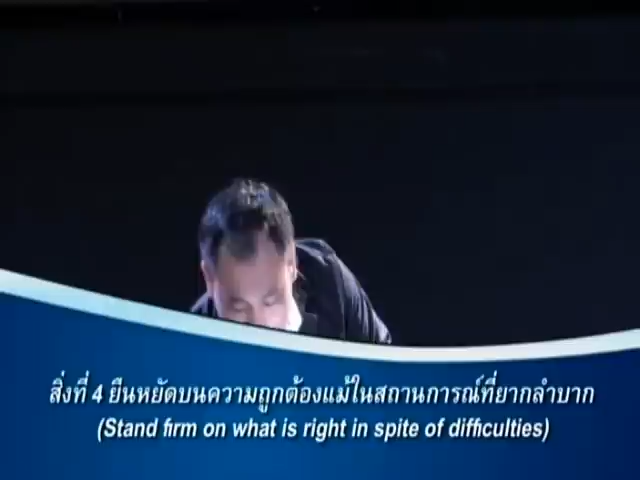 สิ่งที่ 4 ยืนหยัดบนความถูกต้องแม้ในสถานการณ์ที่ยากลำบาก
(Stand firm on what is right in spite of difficulties)